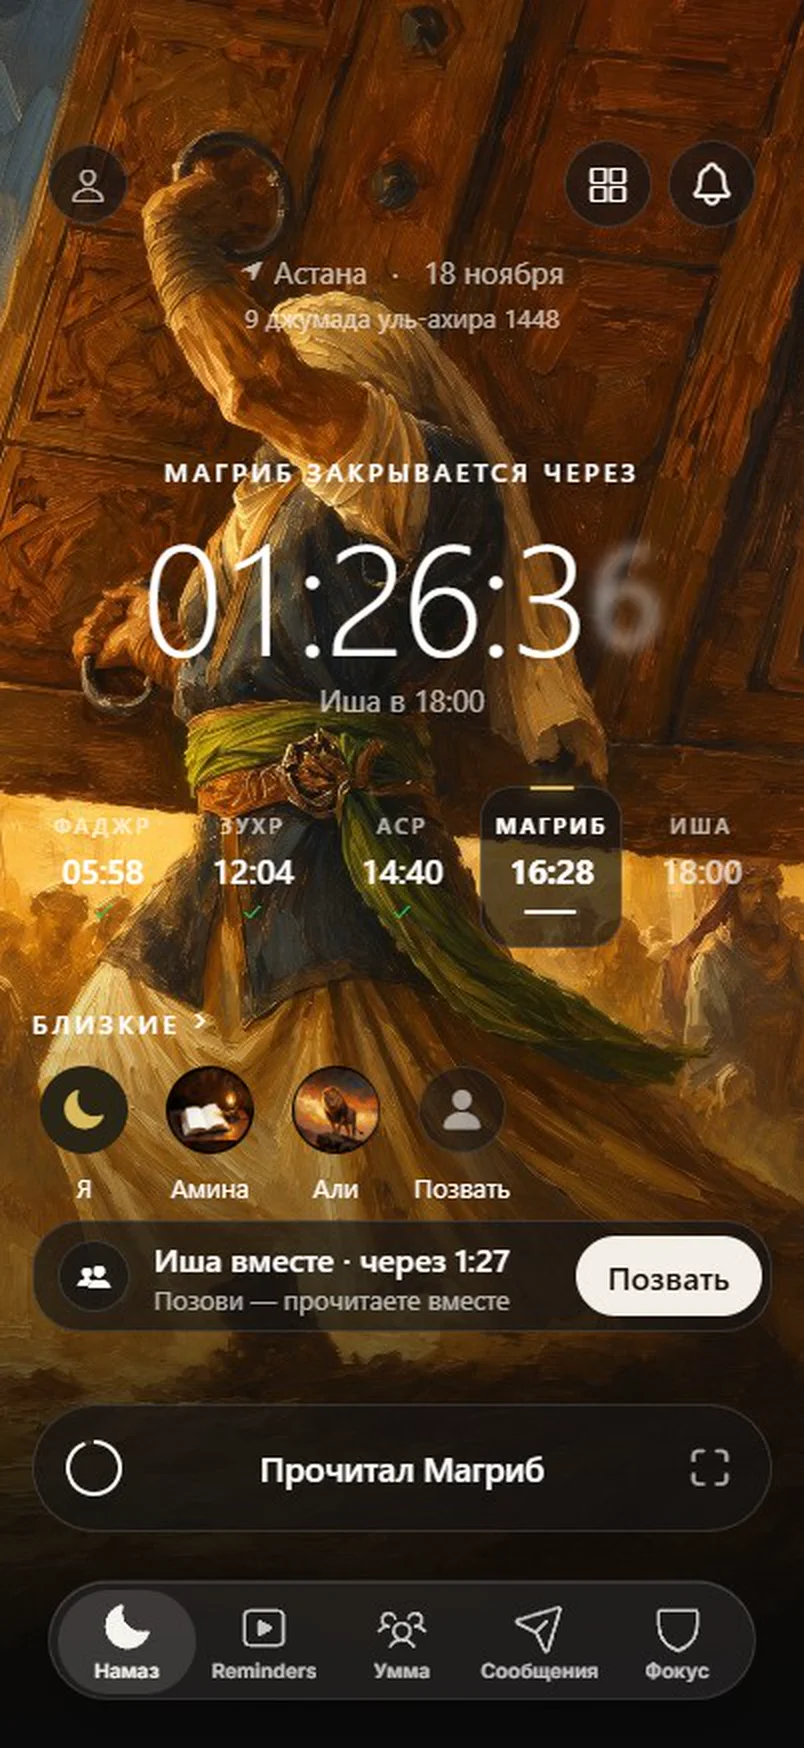 Астана · 18 ноября
9 джумада уль-ахира 1448
МАГРИБ ЗАКРЫВАЕТСЯ ЧЕРЕЗ
01:26:36
Иша в 18:00
ФАДЖР ЗУХР АСР МАГРИБ ИША
05:58 12:04 14:40 16:28 18:00
БЛИЗКИЕ >
Я Амина Али Позвать
Иша вместе · через 1:27
Позови — прочитаете вместе
Позвать
Прочитал Магриб
Намаз Reminders Умма Сообщения Фокус